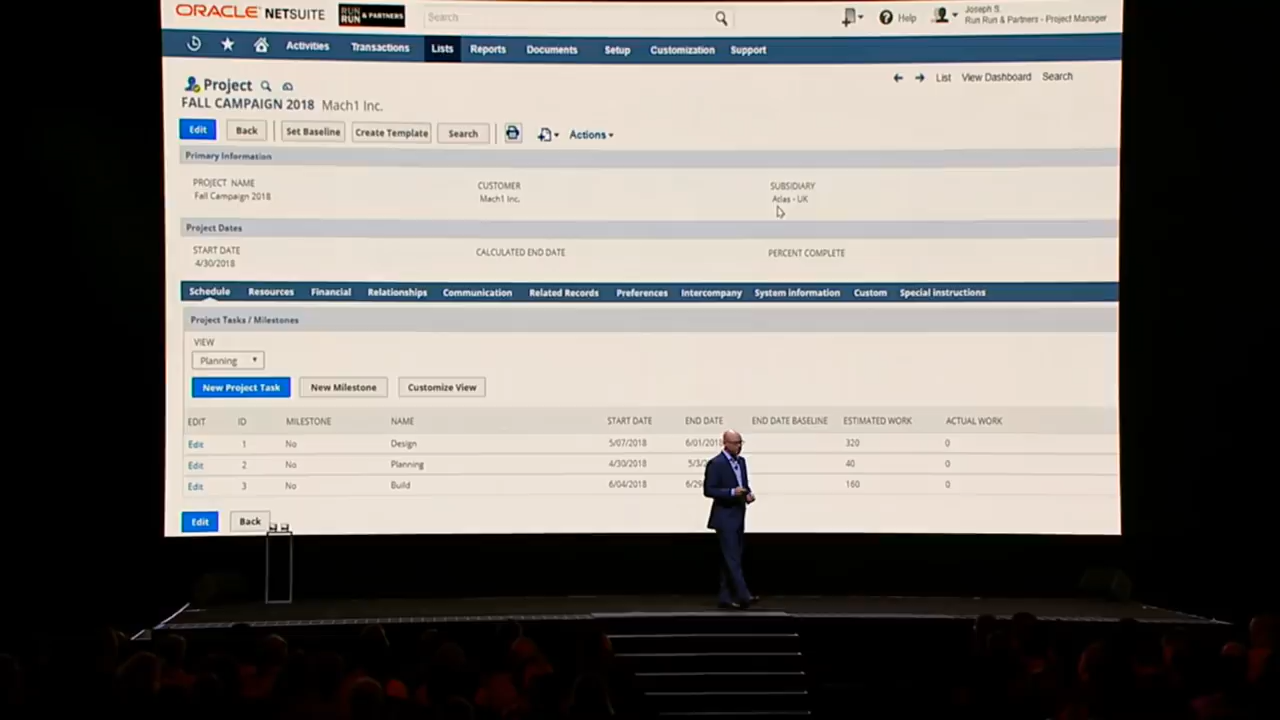 ORACLE NETSUITE RUN RUN & PARTNERS Search Help Joseph S.
Run Run & Partners - Project Manager
Activities Transactions Lists Reports Documents Setup Customization Support
Project List View Dashboard Search
FALL CAMPAIGN 2018 Mach1 Inc.
Edit Back Set Baseline Create Template Search Actions
Primary Information
PROJECT NAME CUSTOMER SUBSIDIARY
Fall Campaign 2018 Mach1 Inc. Atlas - UK
Project Dates
START DATE CALCULATED END DATE PERCENT COMPLETE
4/30/2018
Schedule Resources Financial Relationships Communication Related Records Preferences Intercompany System Information Custom Special instructions
Project Tasks / Milestones
VIEW
Planning
New Project Task New Milestone Customize View
EDIT ID MILESTONE NAME START DATE END DATE END DATE BASELINE ESTIMATED WORK ACTUAL WORK
Edit 1 No Design 5/07/2018 6/01/2018 320 0
Edit 2 No Planning 4/30/2018 40 0
Edit 3 No Build 6/04/2018 160 0
Edit Back